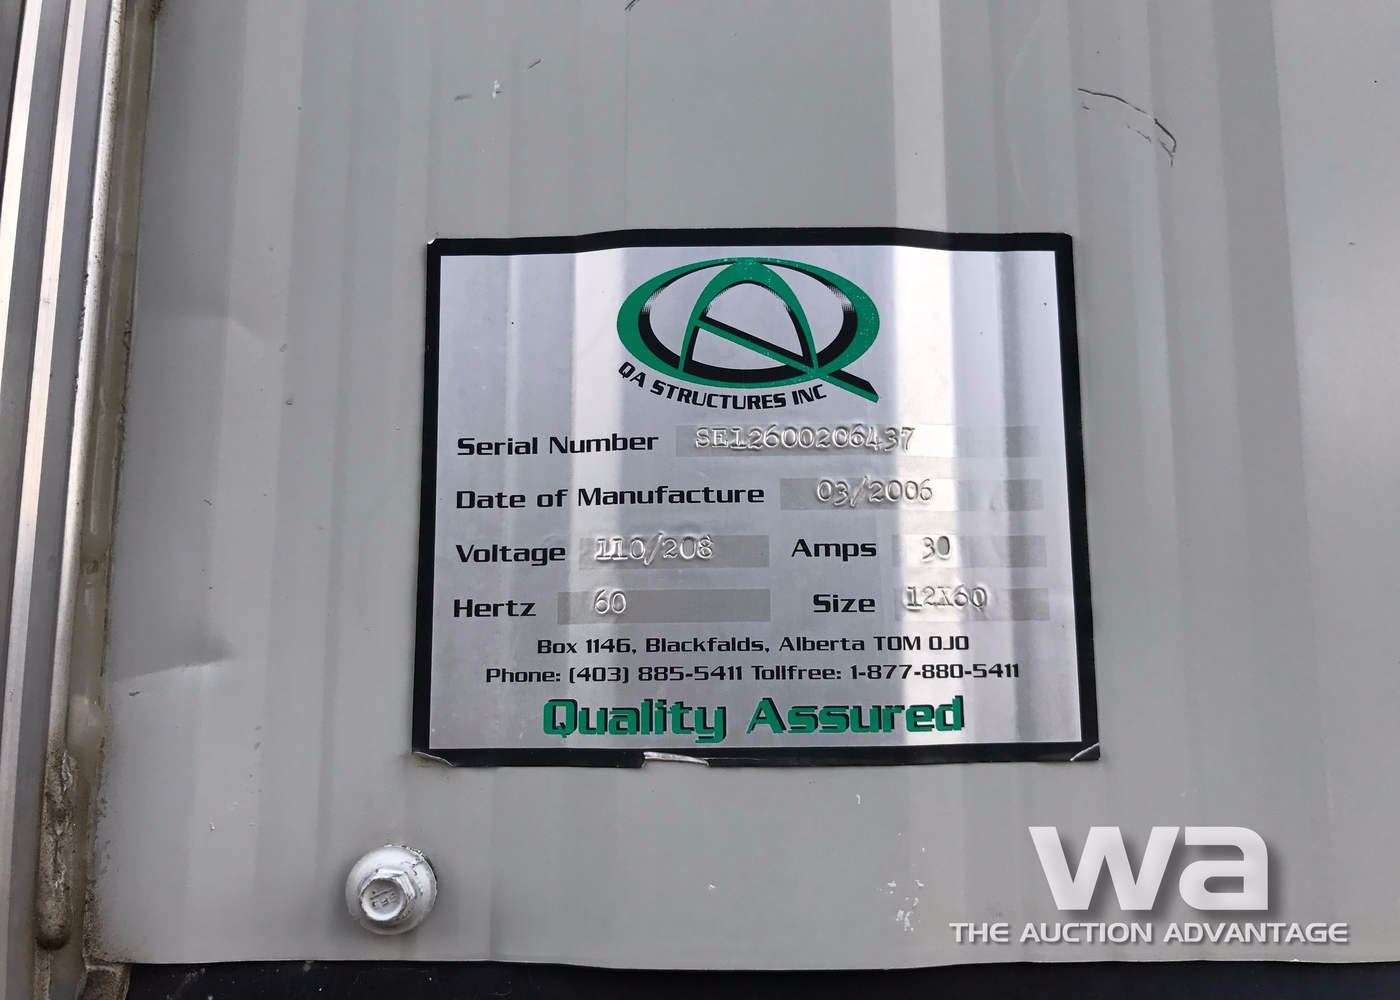 QA STRUCTURES INC
Serial Number SE12600206437
Date of Manufacture 03/2006
Voltage 110/208 Amps 30
Hertz 60 Size 12X60
Box 1146, Blackfalds, Alberta T0M 0J0
Phone: (403) 885-5411 Tollfree: 1-877-880-5411
Quality Assured
wa
THE AUCTION ADVANTAGE